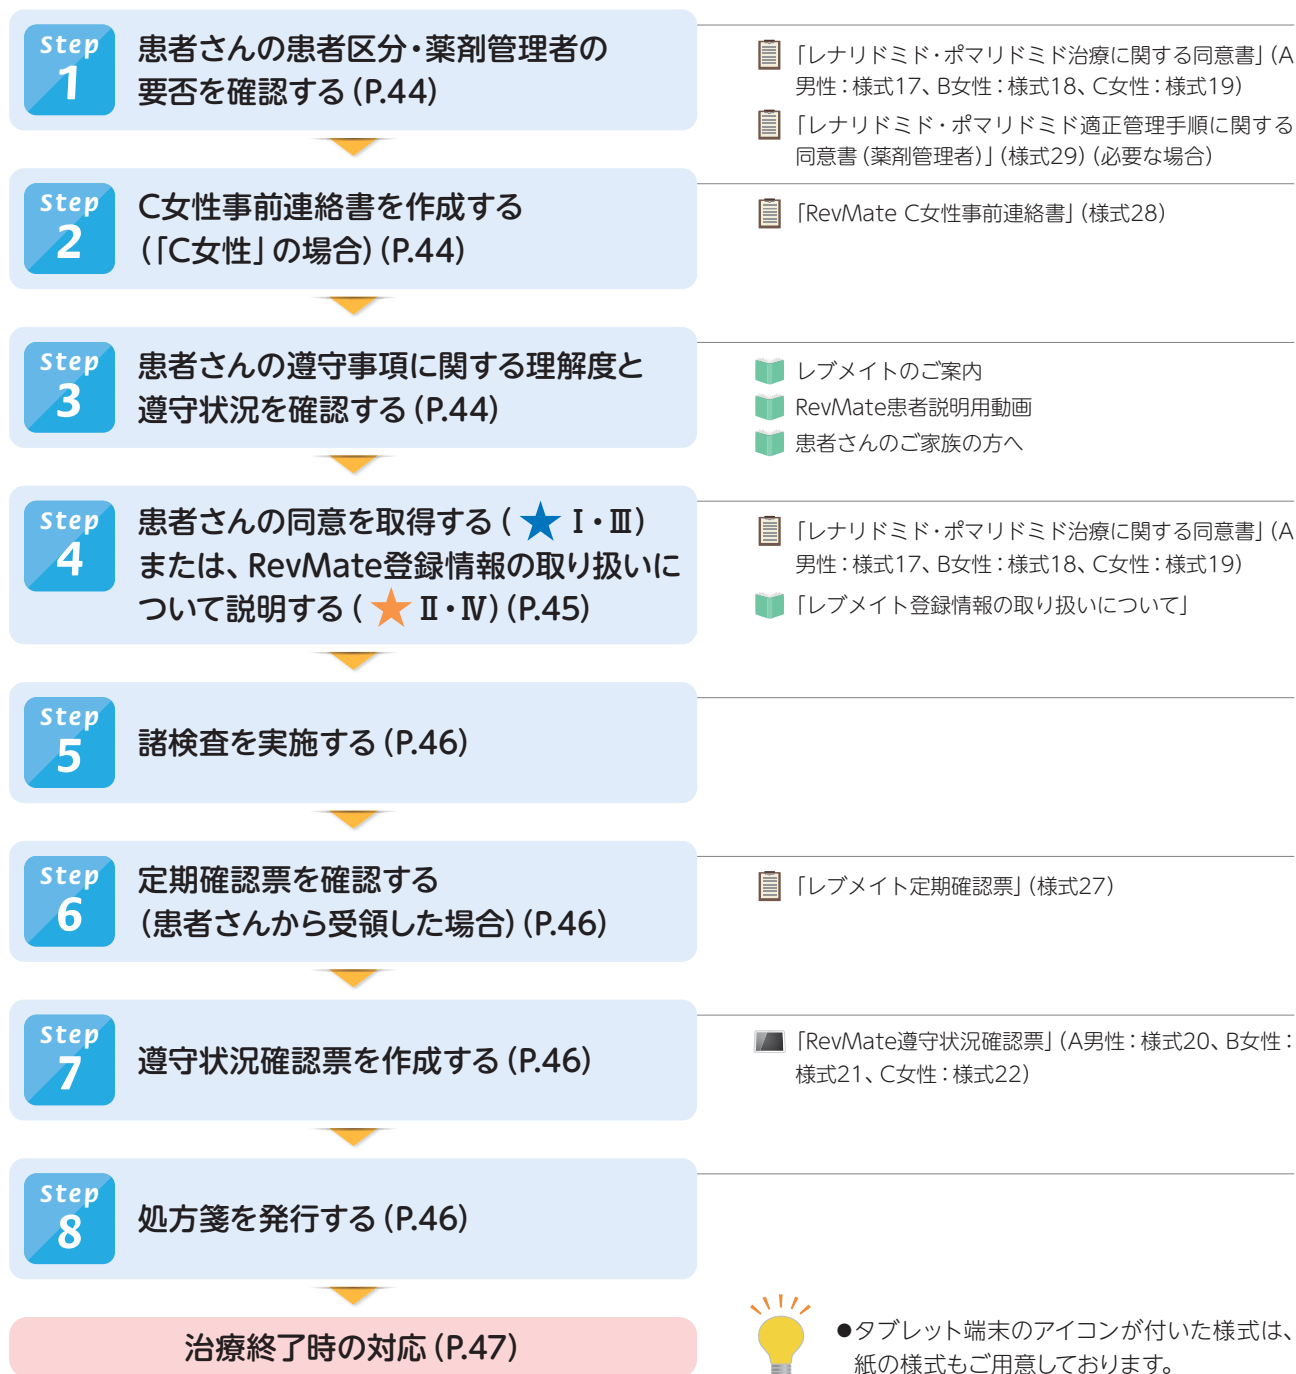 Step
1
患者さんの患者区分・薬剤管理者の
要否を確認する（P.44）
「レナリドミド・ポマリドミド治療に関する同意書」（A
男性：様式17、B女性：様式18、C女性：様式19）
「レナリドミド・ポマリドミド適正管理手順に関する
同意書（薬剤管理者）」（様式29）（必要な場合）
Step
2
C女性事前連絡書を作成する
（「C女性」の場合）（P.44）
「RevMate C女性事前連絡書」（様式28）
Step
3
患者さんの遵守事項に関する理解度と
遵守状況を確認する（P.44）
レブメイトのご案内
RevMate患者説明用動画
患者さんのご家族の方へ
Step
4
患者さんの同意を取得する（★ Ⅰ・Ⅲ）
または、RevMate登録情報の取り扱いに
ついて説明する（★ Ⅱ・Ⅳ）（P.45）
「レナリドミド・ポマリドミド治療に関する同意書」（A
男性：様式17、B女性：様式18、C女性：様式19）
「レブメイト登録情報の取り扱いについて」
Step
5
諸検査を実施する（P.46）
Step
6
定期確認票を確認する
（患者さんから受領した場合）（P.46）
「レブメイト定期確認票」（様式27）
Step
7
遵守状況確認票を作成する（P.46）
「RevMate遵守状況確認票」（A男性：様式20、B女性：
様式21、C女性：様式22）
Step
8
処方箋を発行する（P.46）
治療終了時の対応（P.47）
●タブレット端末のアイコンが付いた様式は、
紙の様式もご用意しております。